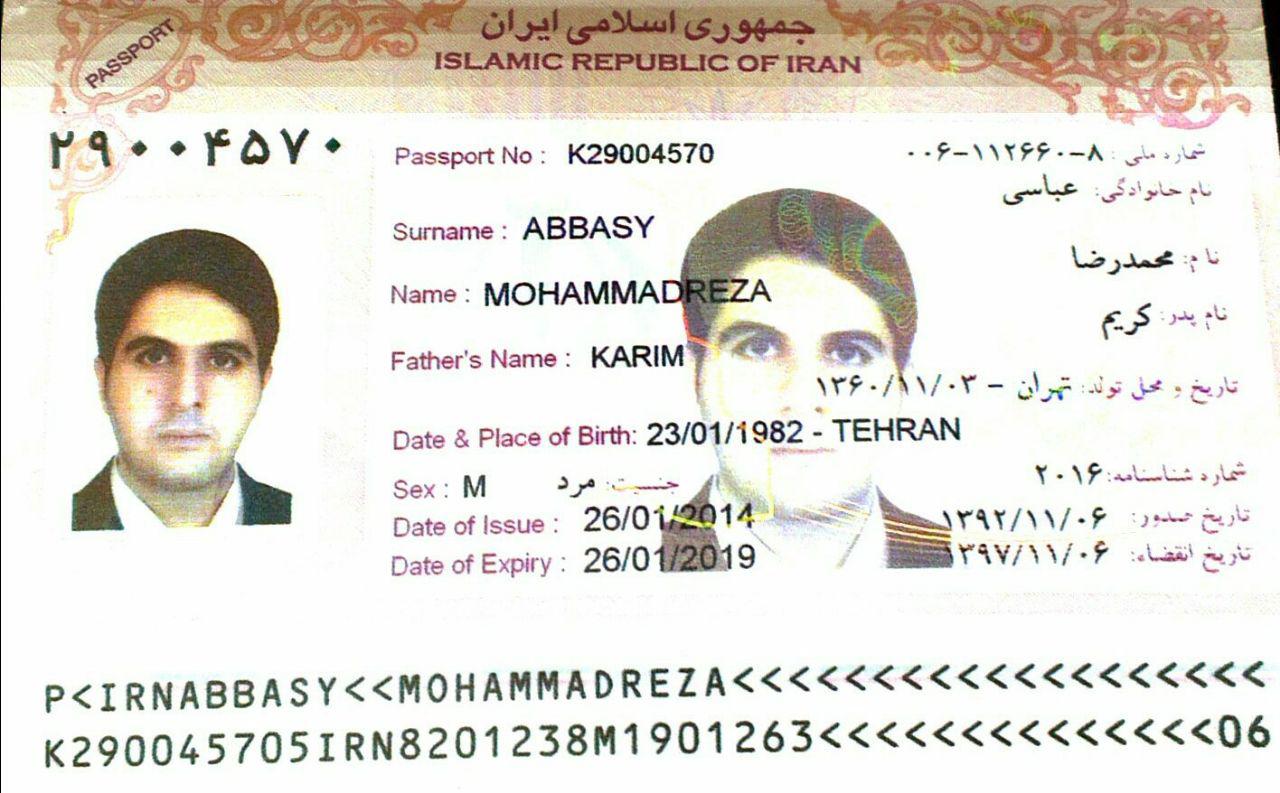 جمهوری اسلامی ایران
PASSPORT
ISLAMIC REPUBLIC OF IRAN
۲۹۰۰۴۵۷۰
Passport No : K29004570
شماره ملی : ۰۰۶-۱۱۲۶۶۰-۸
نام خانوادگی: عباسی
Surname : ABBASY
نام: محمدرضا
Name : MOHAMMADREZA
نام پدر: کریم
Father's Name : KARIM
تاریخ و محل تولد: تهران - ۱۳۶۰/۱۱/۰۳
Date & Place of Birth: 23/01/1982 - TEHRAN
شماره شناسنامه: ۲۰۱۶
Sex : M جنسیت: مرد
تاریخ صدور: ۱۳۹۲/۱۱/۰۶
Date of Issue : 26/01/2014
تاریخ انقضاء: ۱۳۹۷/۱۱/۰۶
Date of Expiry : 26/01/2019
P<IRNABBASY<<MOHAMMADREZA<<<<<<<<<<<<<<<<<<<
K290045705IRN8201238M1901263<<<<<<<<<<<<<<06